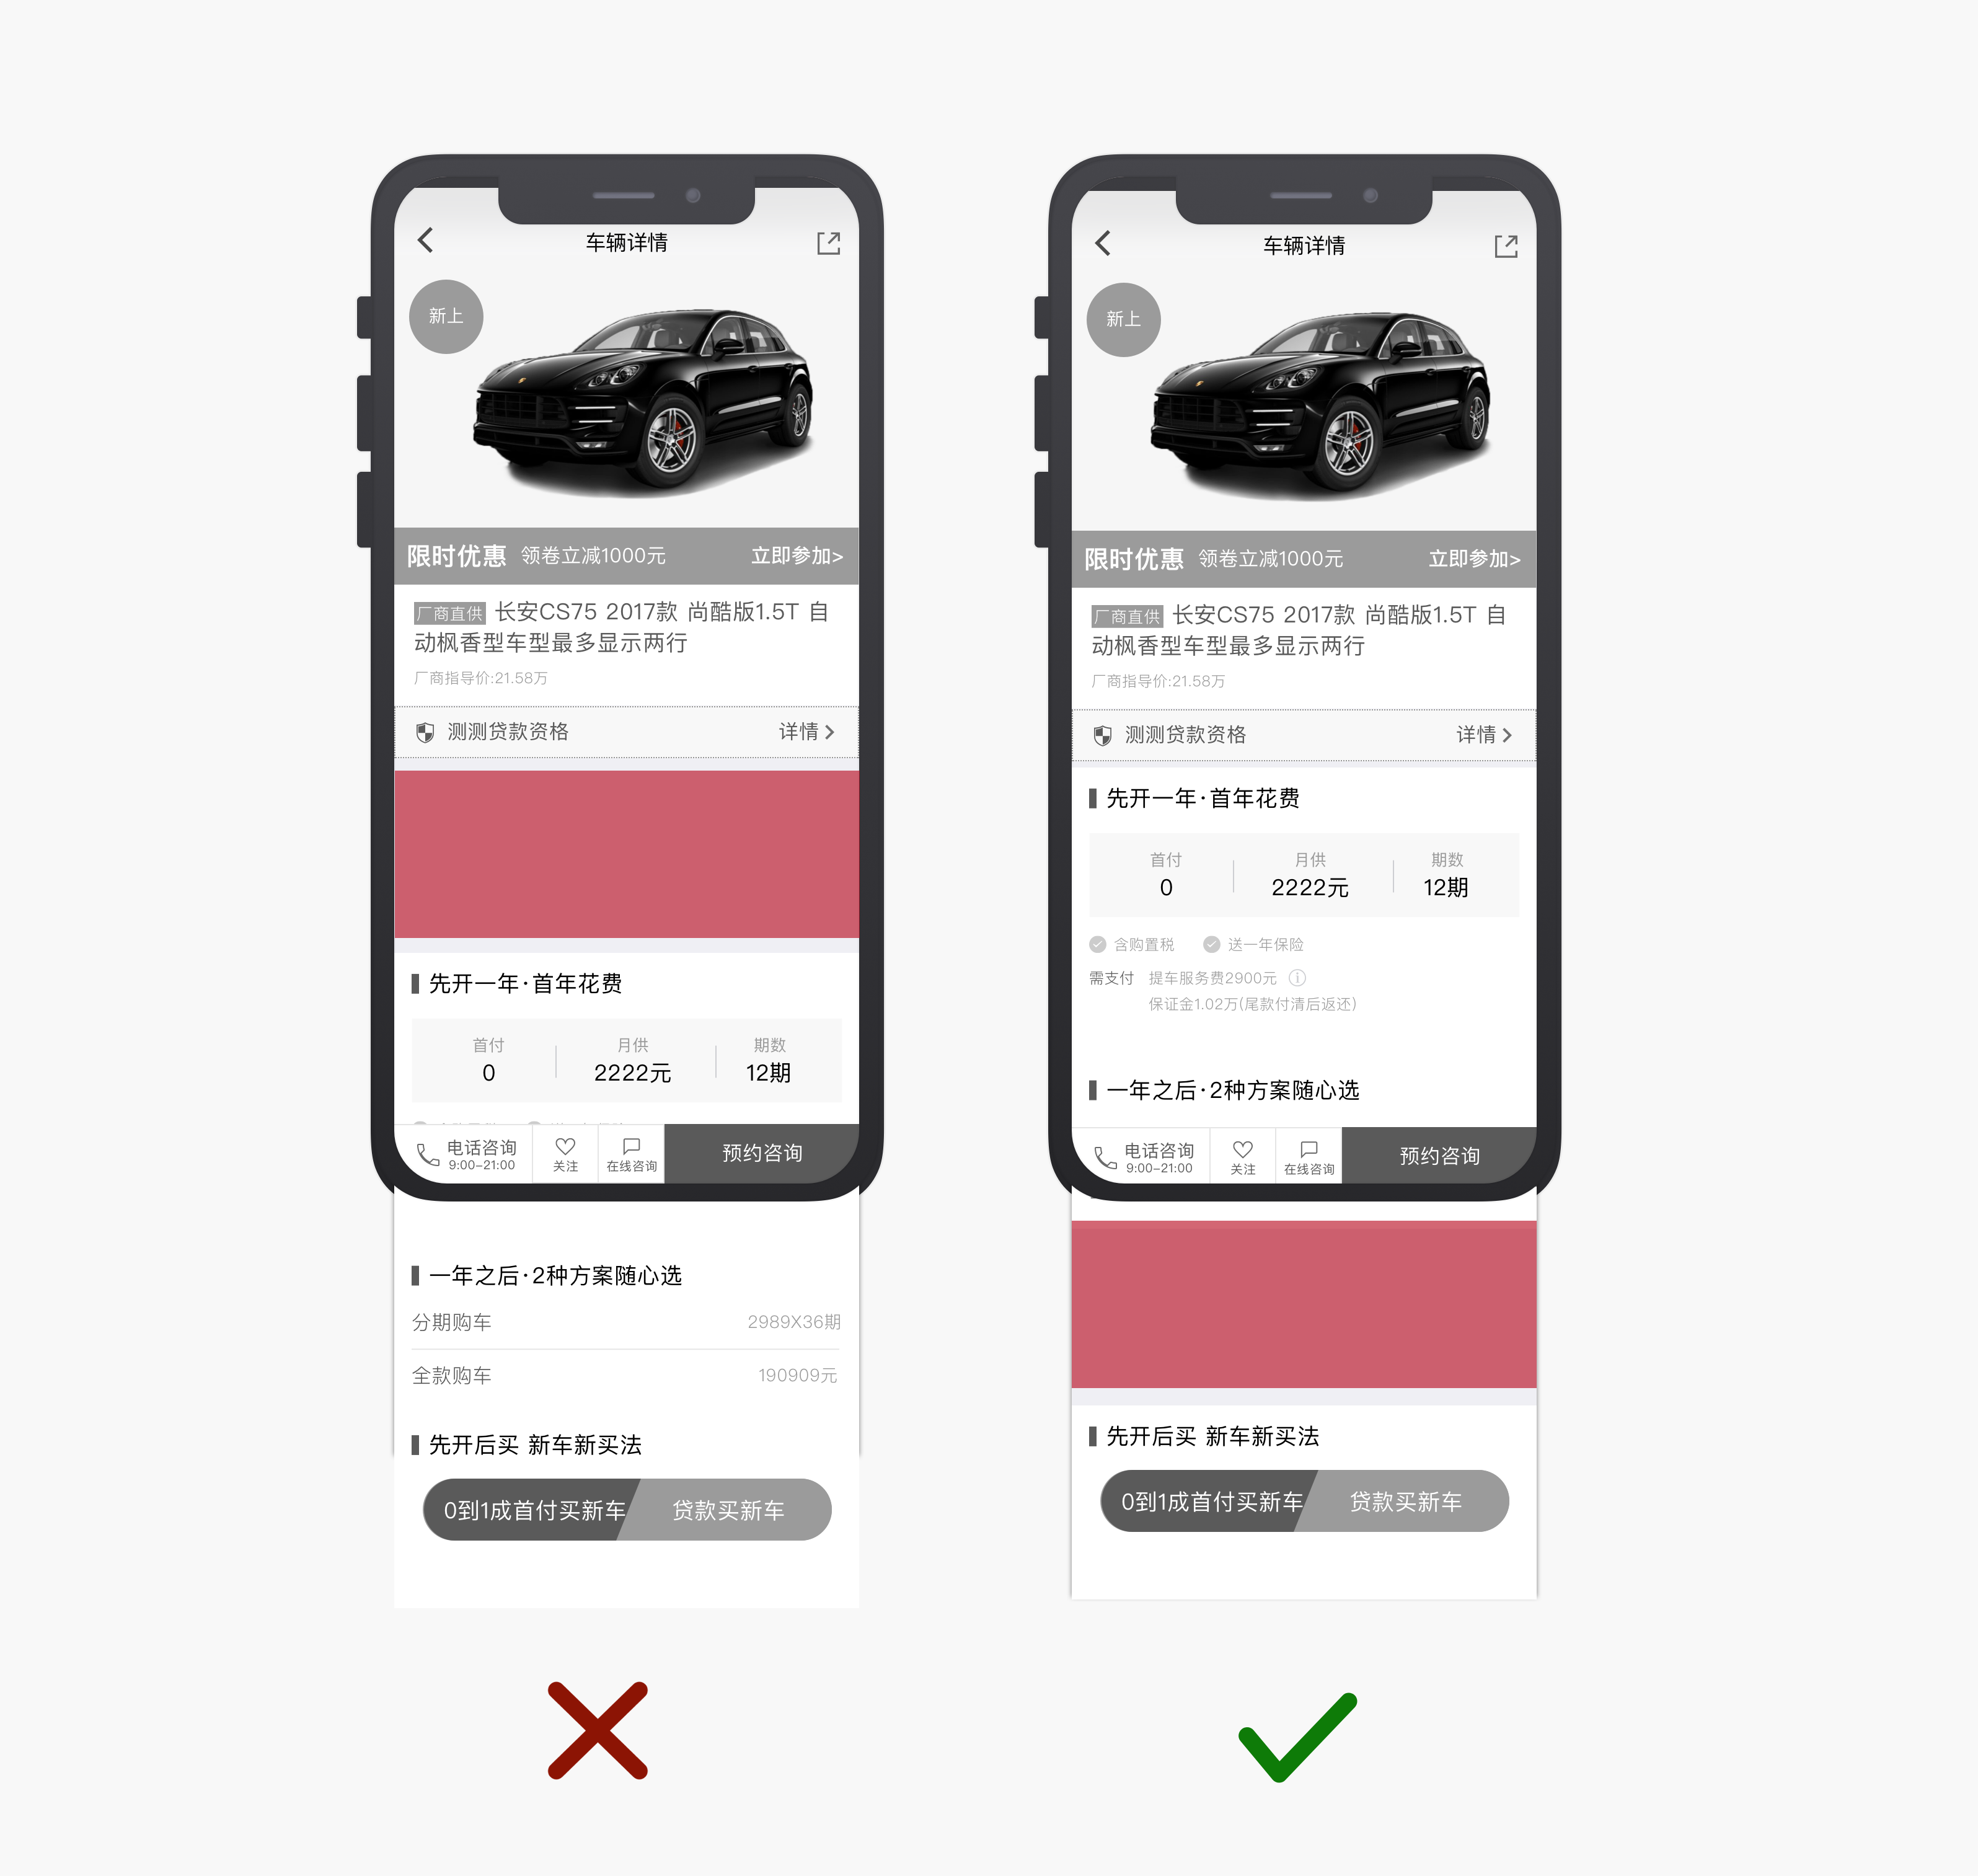 车辆详情
新上
限时优惠 领卷立减1000元 立即参加>
厂商直供 长安CS75 2017款 尚酷版1.5T 自
动枫香型车型最多显示两行
厂商指导价:21.58万
测测贷款资格 详情
先开一年·首年花费
首付 月供 期数
0 2222元 12期
电话咨询
9:00-21:00
关注
在线咨询
预约咨询
一年之后·2种方案随心选
分期购车 2989X36期
全款购车 190909元
先开后买 新车新买法
0到1成首付买新车 贷款买新车
车辆详情
新上
限时优惠 领卷立减1000元 立即参加>
厂商直供 长安CS75 2017款 尚酷版1.5T 自
动枫香型车型最多显示两行
厂商指导价:21.58万
测测贷款资格 详情
先开一年·首年花费
首付 月供 期数
0 2222元 12期
含购置税 送一年保险
需支付 提车服务费2900元
保证金1.02万(尾款付清后返还)
一年之后·2种方案随心选
电话咨询
9:00-21:00
关注
在线咨询
预约咨询
先开后买 新车新买法
0到1成首付买新车 贷款买新车